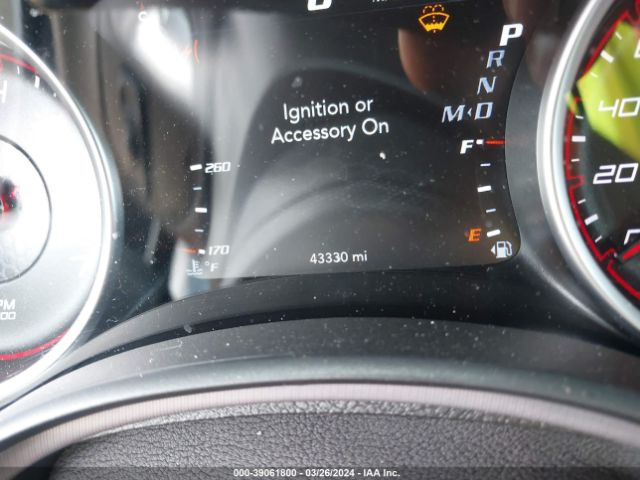 P
R
N
M‹D
Ignition or
Accessory On
F
260
40
20
E
170
°F
43330 mi
000-39061800 - 03/26/2024 - IAA Inc.